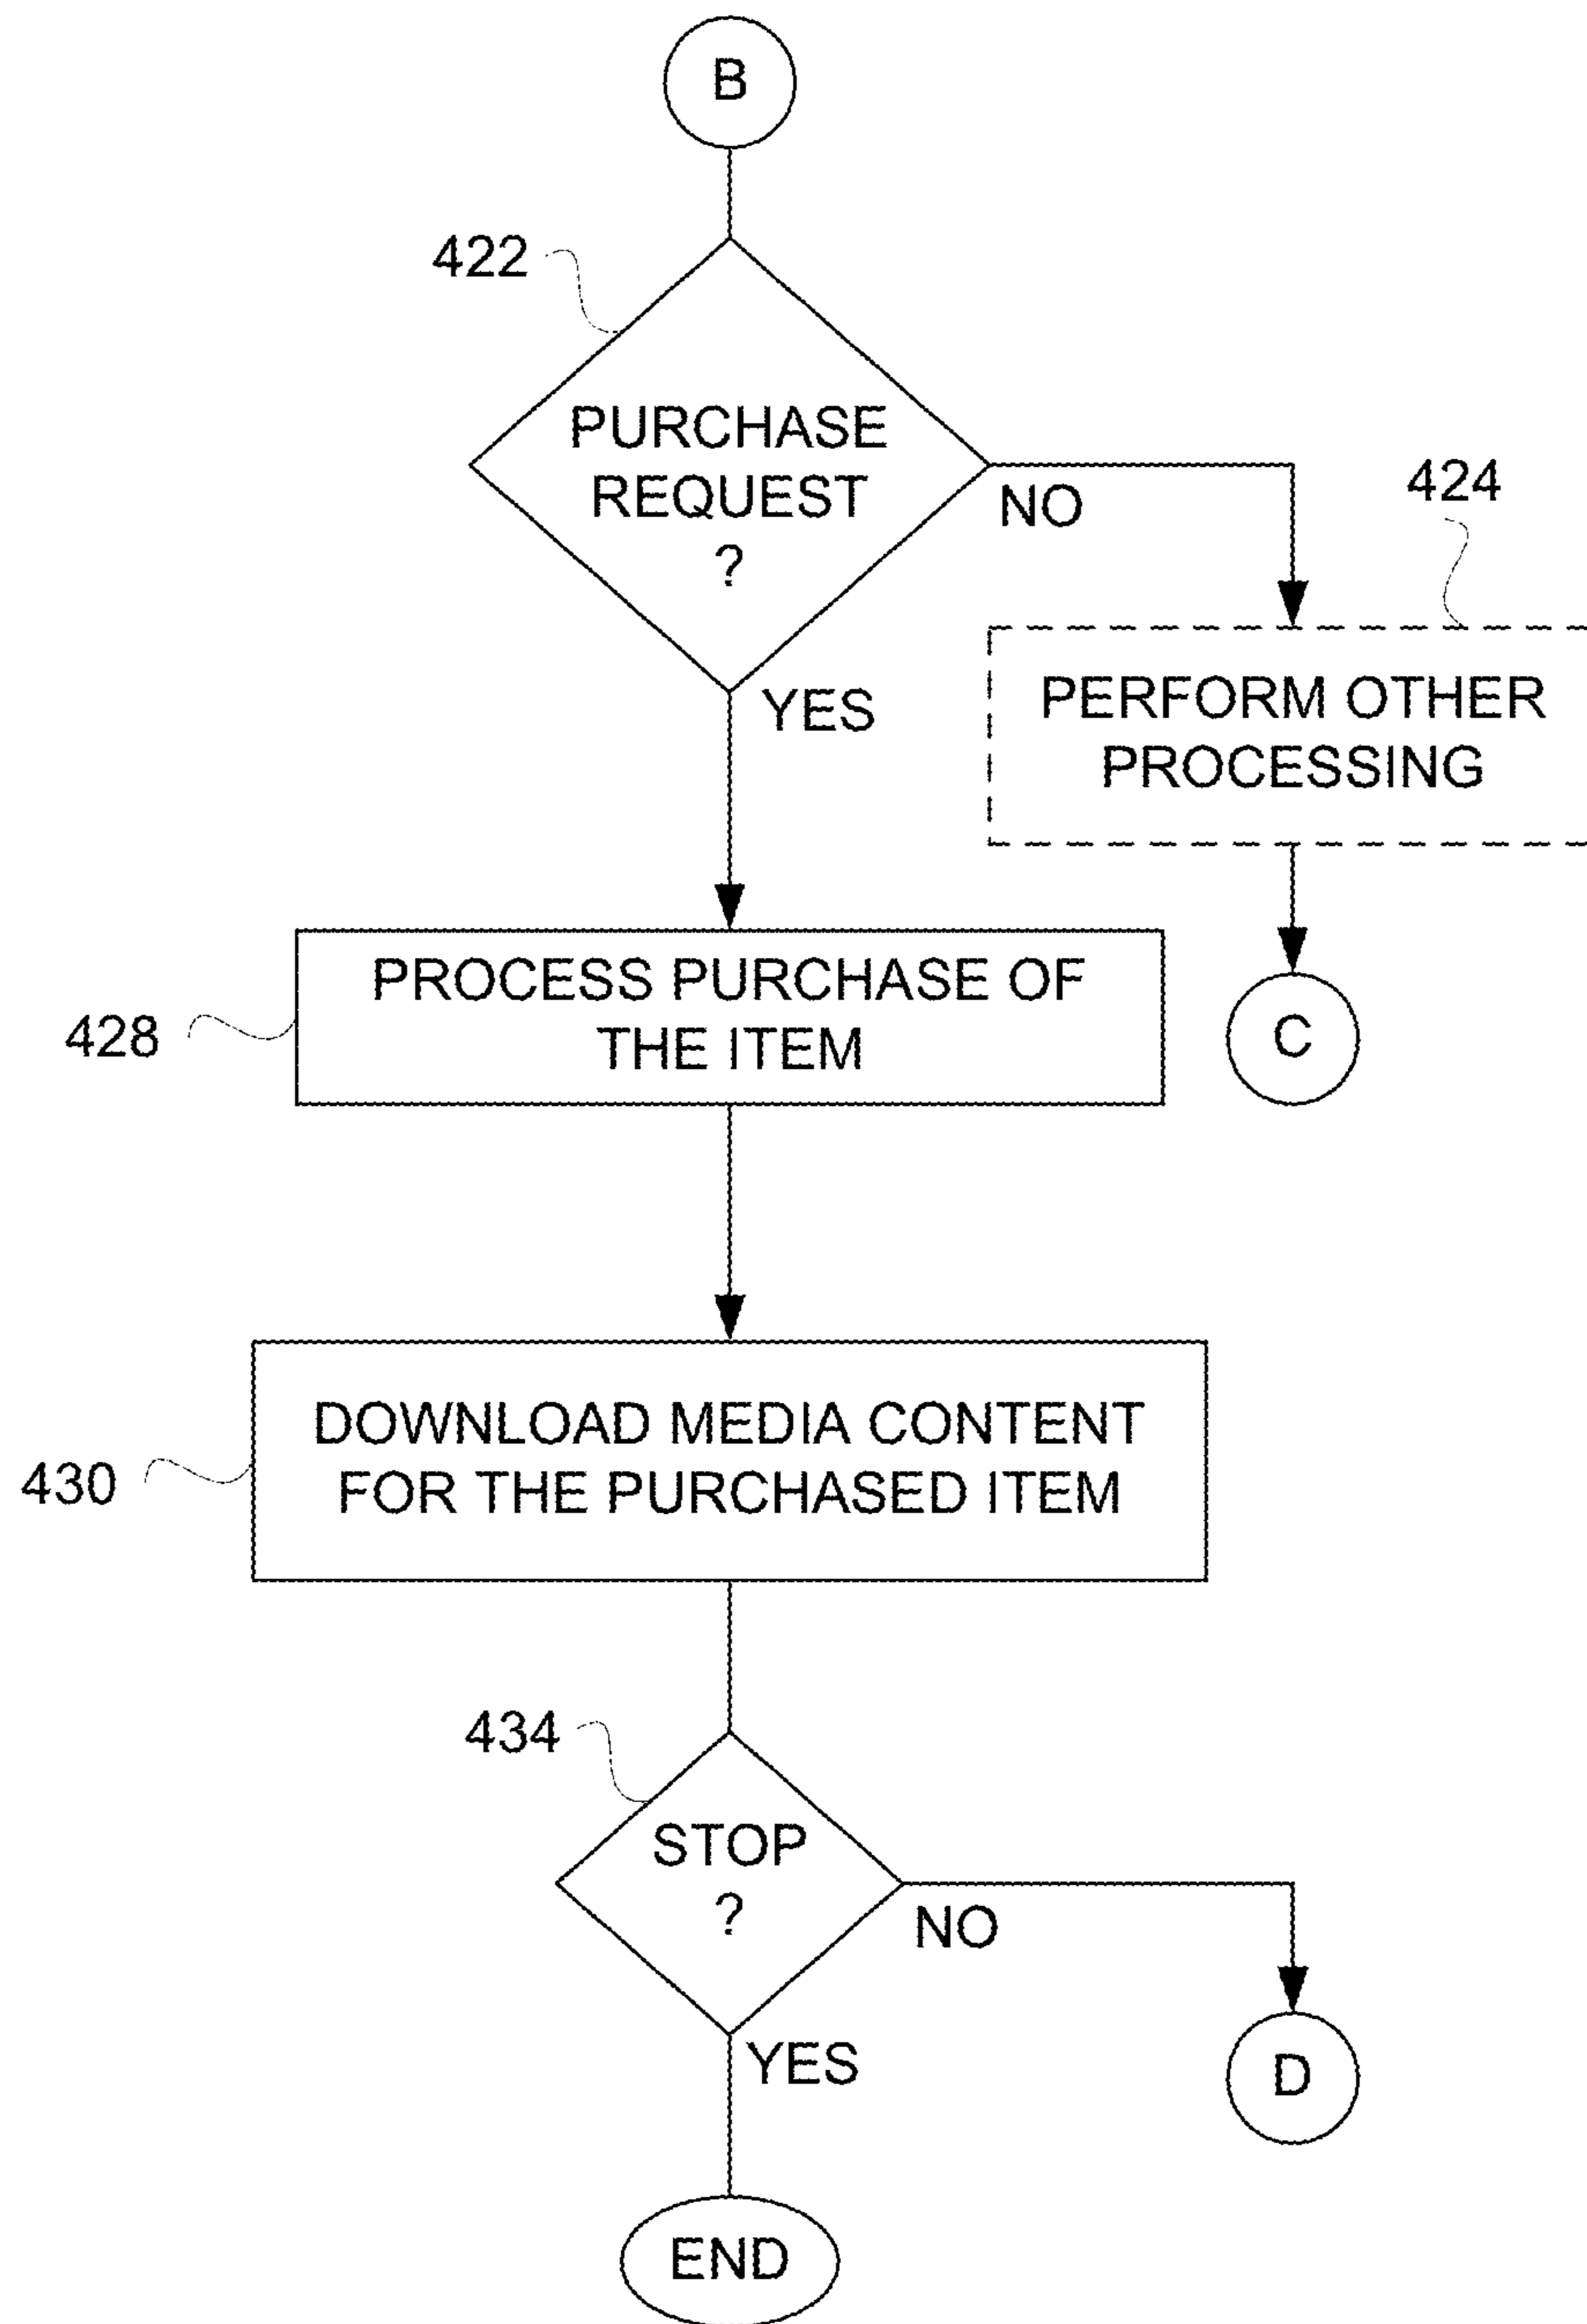 B
422
PURCHASE
REQUEST
?
NO
424
YES
PERFORM OTHER
PROCESSING
PROCESS PURCHASE OF
THE ITEM
428
C
DOWNLOAD MEDIA CONTENT
FOR THE PURCHASED ITEM
430
434
STOP
?
NO
YES
D
END